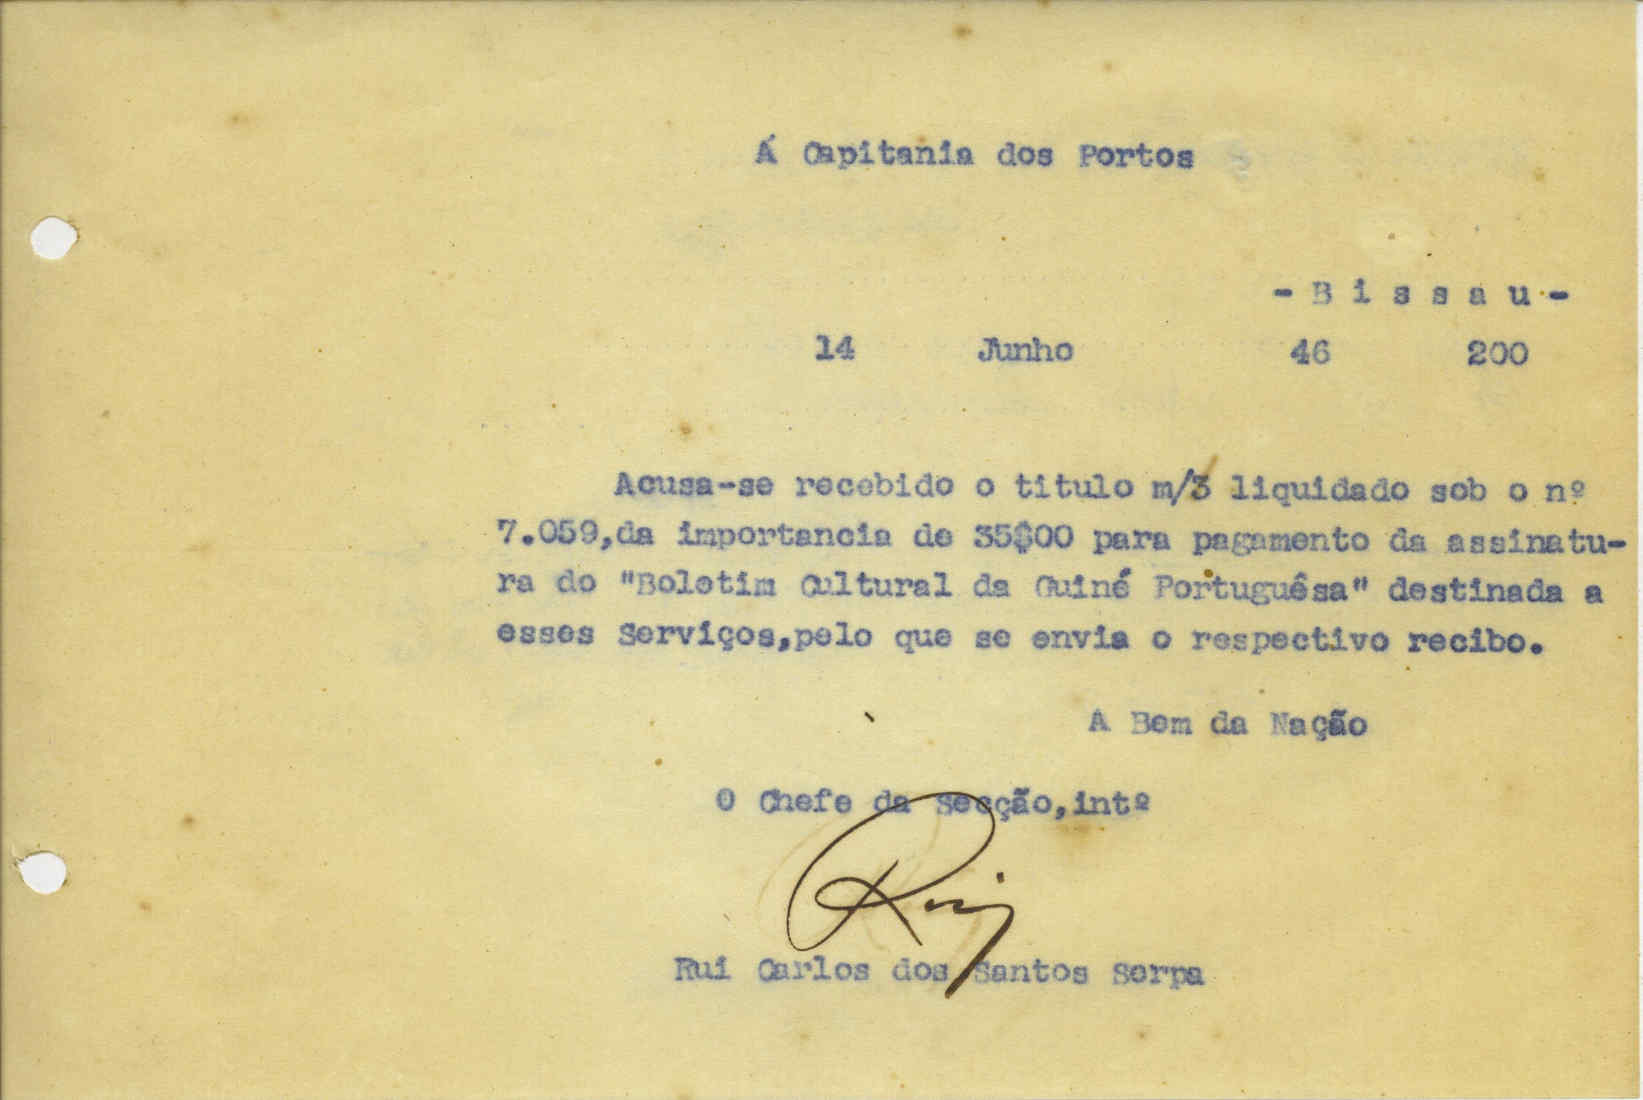 Á Capitania dos Portos
- B i s s a u -
14 Junho 46 200
Acusa-se recebido o titulo m/3 liquidado sob o nº
7.059,da importancia de 35$00 para pagamento da assinatu-
ra do "Boletim Cultural da Guiné Portuguêsa" destinada a
esses Serviços,pelo que se envia o respectivo recibo.
A Bem da Nação
O Chefe da Secção,intº
Rui
Rui Carlos dos Santos Serpa